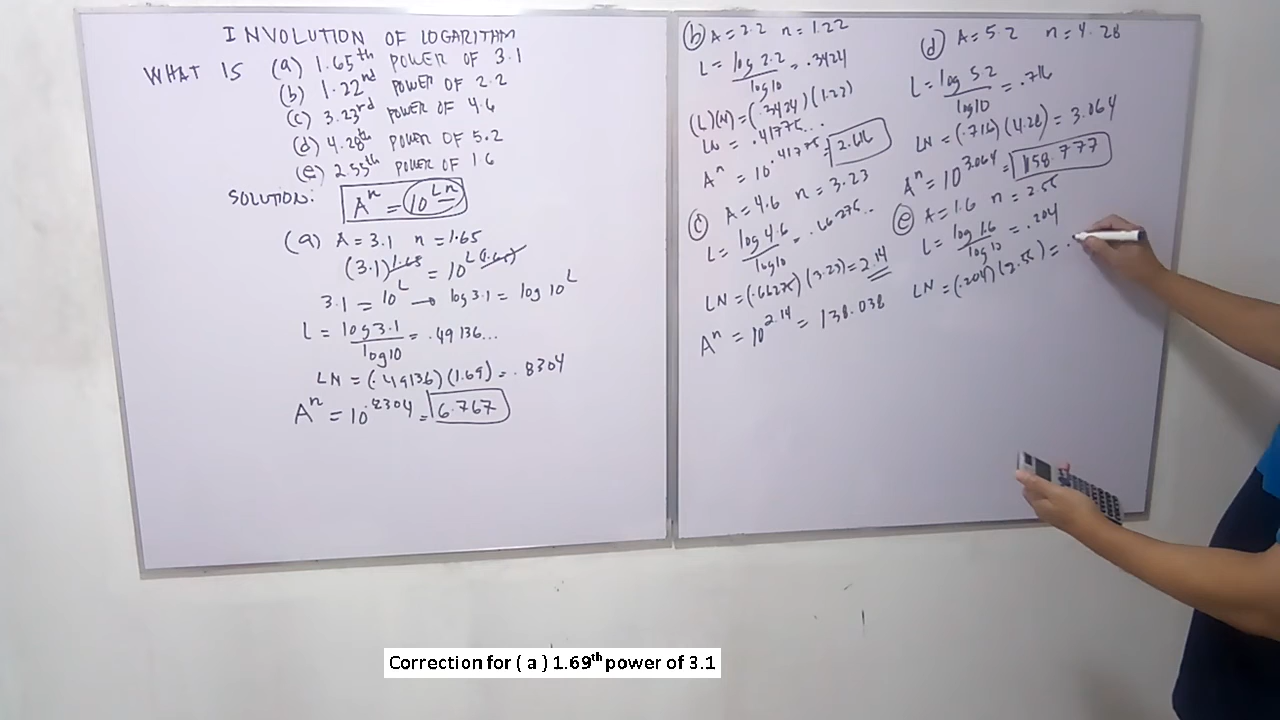 INVOLUTION OF LOGARITAM
WHAT IS (a) 1.65th POWER OF 3.1
(b) 1.22nd POWER OF 2.2
(c) 3.23rd POWER OF 4.6
(d) 4.28th POWER OF 5.2
(e) 2.55th POWER OF 1.6
SOLUTION: A^n = 10^Ln
(a) A = 3.1 n = 1.65
(3.1)^1.65 = 10^L(1.65)
3.1 = 10^L → log 3.1 = log 10^L
L = log 3.1 / log 10 = .49136...
LN = (.49136)(1.69) = .8304
A^n = 10^.8304 = 6.767
(b) A = 2.2 n = 1.22
L = log 2.2 / log 10 = .3424
(L)(N) = (.3424)(1.22)
LN = .41775...
A^n = 10^.41775 = 2.616
(c) A = 4.6 n = 3.23
L = log 4.6 / log 10 = .66275..
LN = (.66275)(3.23) = 2.14
A^n = 10^2.14 = 138.038
(d) A = 5.2 n = 4.28
L = log 5.2 / log 10 = .716
LN = (.716)(4.28) = 3.064
A^n = 10^3.064 = 1158.777
(e) A = 1.6 n = 2.55
L = log 1.6 / log 10 = .204
LN = (.204)(2.55) = .
Correction for ( a ) 1.69th power of 3.1